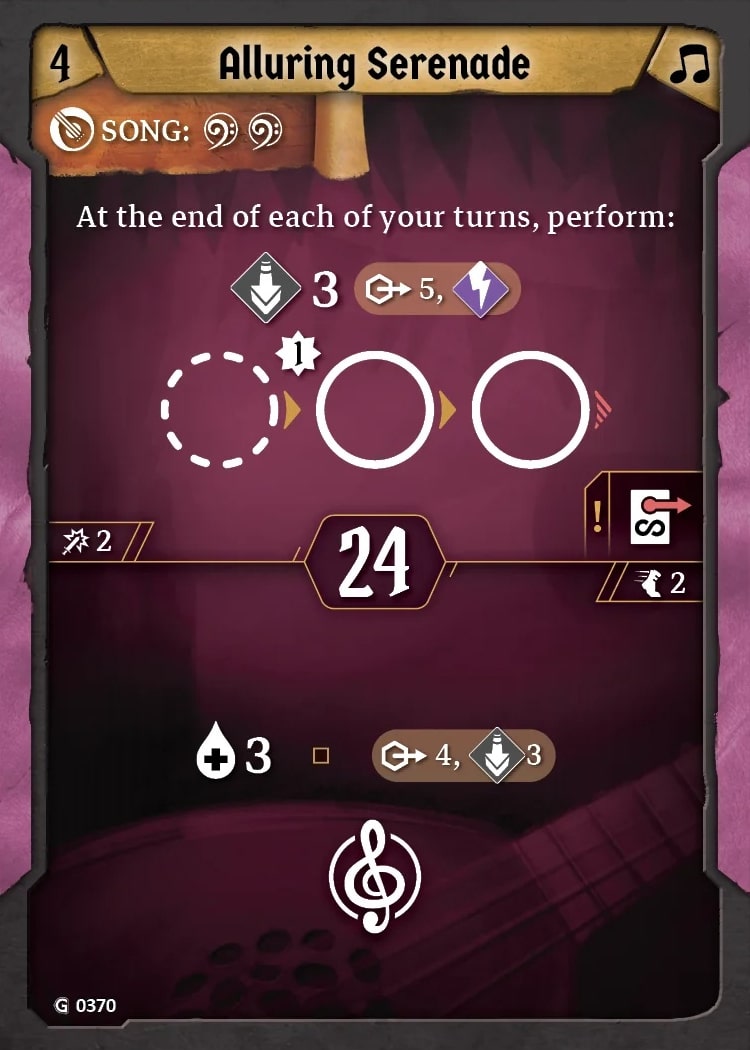 4 Alluring Serenade
SONG:
At the end of each of your turns, perform:
3 5,
1
2
24
2
3 4, 3
G 0370